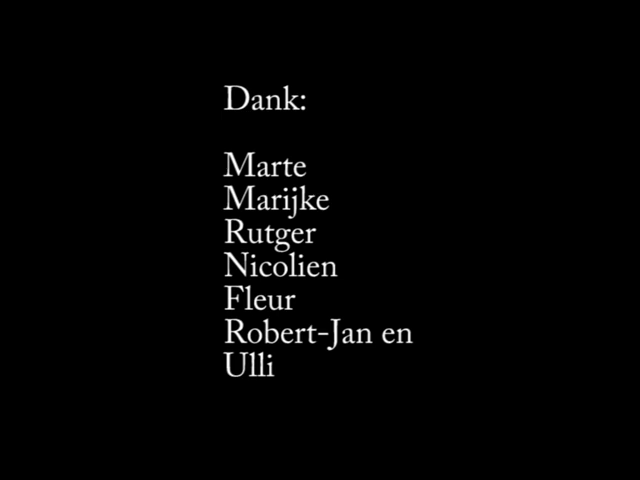 Dank:
Marte
Marijke
Rutger
Nicolien
Fleur
Robert-Jan en
Ulli